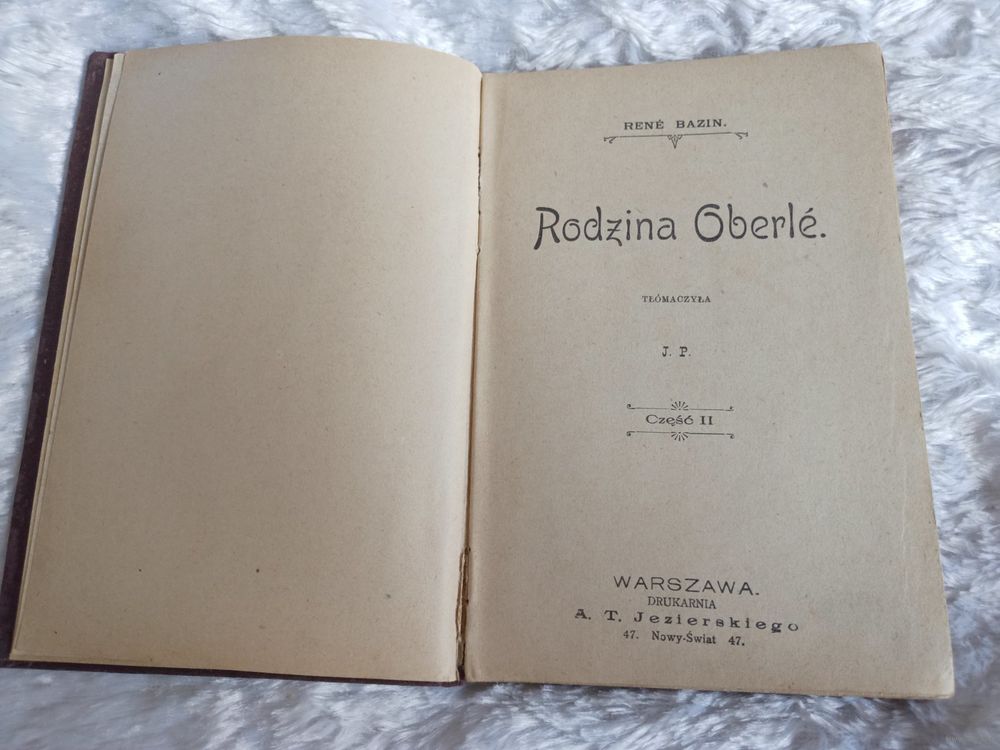 RENÉ BAZIN.
Rodzina Oberlé.
TŁÓMACZYŁA
J. P.
Część II
WARSZAWA.
DRUKARNIA
A. T. Jezierskiego
47. Nowy-Świat 47.